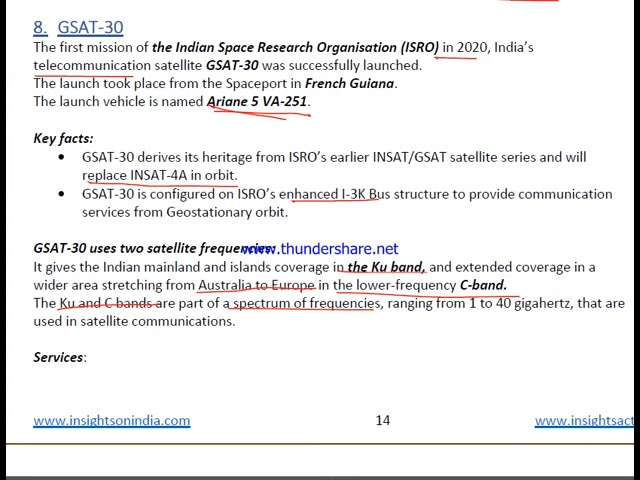 8. GSAT-30
The first mission of the Indian Space Research Organisation (ISRO) in 2020, India's
telecommunication satellite GSAT-30 was successfully launched.
The launch took place from the Spaceport in French Guiana.
The launch vehicle is named Ariane 5 VA-251.
Key facts:
• GSAT-30 derives its heritage from ISRO's earlier INSAT/GSAT satellite series and will
replace INSAT-4A in orbit.
• GSAT-30 is configured on ISRO's enhanced I-3K Bus structure to provide communication
services from Geostationary orbit.
GSAT-30 uses two satellite frequencies:
www.thundershare.net
It gives the Indian mainland and islands coverage in the Ku band, and extended coverage in a
wider area stretching from Australia to Europe in the lower-frequency C-band.
The Ku and C bands are part of a spectrum of frequencies, ranging from 1 to 40 gigahertz, that are
used in satellite communications.
Services:
www.insightsonindia.com 14 www.insightsact